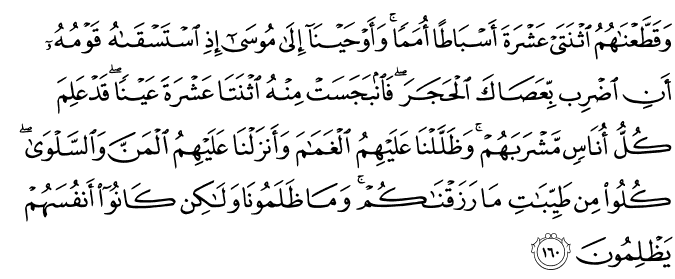 وَقَطَّعْنَٰهُمُ ٱثْنَتَىْ عَشْرَةَ أَسْبَاطًا أُمَمًا ۚ وَأَوْحَيْنَآ إِلَىٰ مُوسَىٰٓ إِذِ ٱسْتَسْقَىٰهُ قَوْمُهُۥٓ
أَنِ ٱضْرِب بِّعَصَاكَ ٱلْحَجَرَ ۖ فَٱنۢبَجَسَتْ مِنْهُ ٱثْنَتَا عَشْرَةَ عَيْنًا ۖ قَدْ عَلِمَ
كُلُّ أُنَاسٍ مَّشْرَبَهُمْ ۚ وَظَلَّلْنَا عَلَيْهِمُ ٱلْغَمَٰمَ وَأَنزَلْنَا عَلَيْهِمُ ٱلْمَنَّ وَٱلسَّلْوَىٰ ۖ
كُلُوا۟ مِن طَيِّبَٰتِ مَا رَزَقْنَٰكُمْ ۚ وَمَا ظَلَمُونَا وَلَٰكِن كَانُوٓا۟ أَنفُسَهُمْ
يَظْلِمُونَ ١٦٠